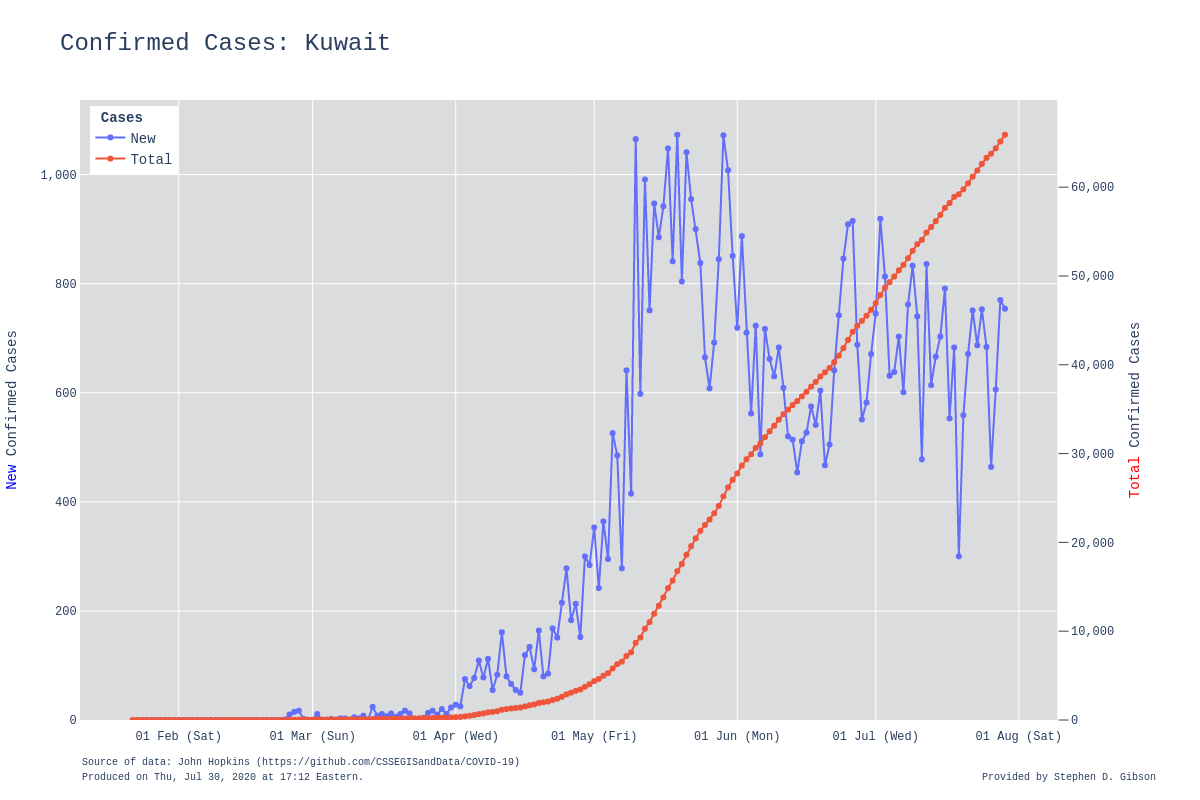 Confirmed Cases: Kuwait
Cases
New
Total
1,000
800
600
400
200
0
New Confirmed Cases
60,000
50,000
40,000
30,000
20,000
10,000
0
Total Confirmed Cases
01 Feb (Sat) 01 Mar (Sun) 01 Apr (Wed) 01 May (Fri) 01 Jun (Mon) 01 Jul (Wed) 01 Aug (Sat)
Source of data: John Hopkins (https://github.com/CSSEGISandData/COVID-19)
Produced on Thu, Jul 30, 2020 at 17:12 Eastern.
Provided by Stephen D. Gibson